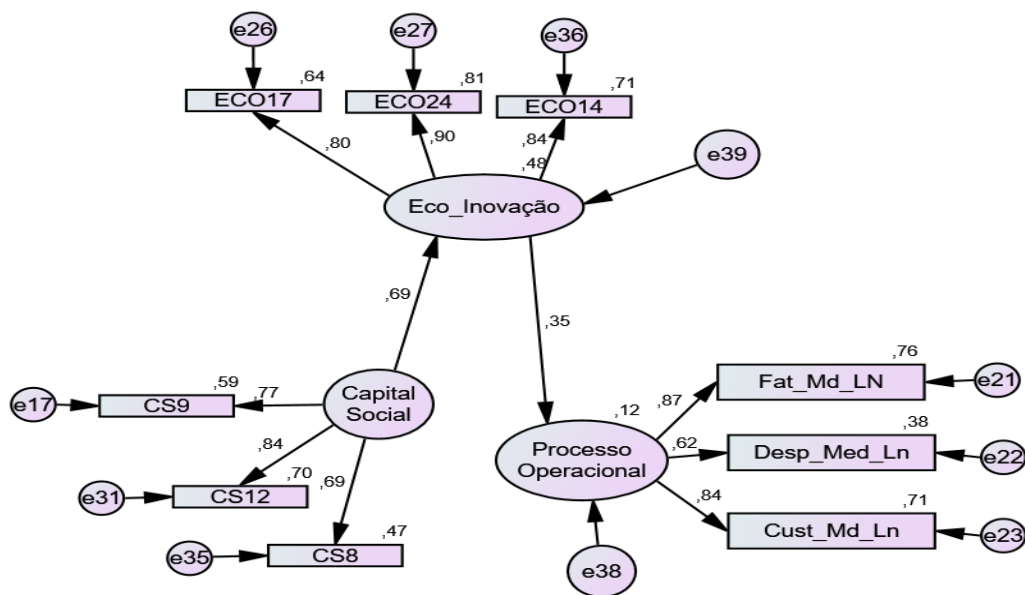 e26
e27
e36
,64
,81
,71
ECO17
ECO24
ECO14
,80
,90
,84
,48
e39
Eco_Inovação
,69
,35
,76
,59
Capital
Social
Fat_Md_LN
e21
e17
CS9
,77
,87
,12
,38
,84
Processo
Operacional
,62
Desp_Med_Ln
e22
,70
e31
CS12
,69
,84
,71
,47
Cust_Md_Ln
e23
e35
CS8
e38